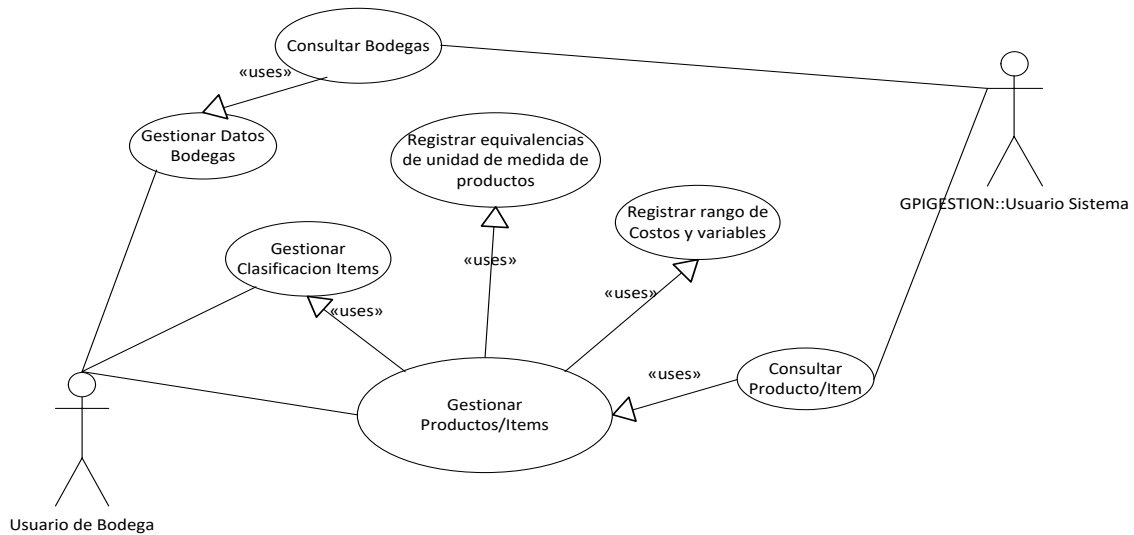 Consultar Bodegas
«uses»
Gestionar Datos
Bodegas
Registrar equivalencias
de unidad de medida de
productos
GPIGESTION::Usuario Sistema
Registrar rango de
Costos y variables
Gestionar
Clasificacion Items
«uses»
«uses»
«uses»
Consultar
Producto/Item
«uses»
Gestionar
Productos/Items
Usuario de Bodega